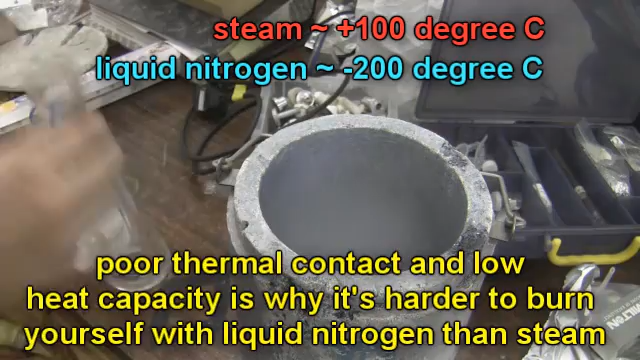 steam ~ +100 degree C
liquid nitrogen ~ -200 degree C
poor thermal contact and low
heat capacity is why it's harder to burn
yourself with liquid nitrogen than steam